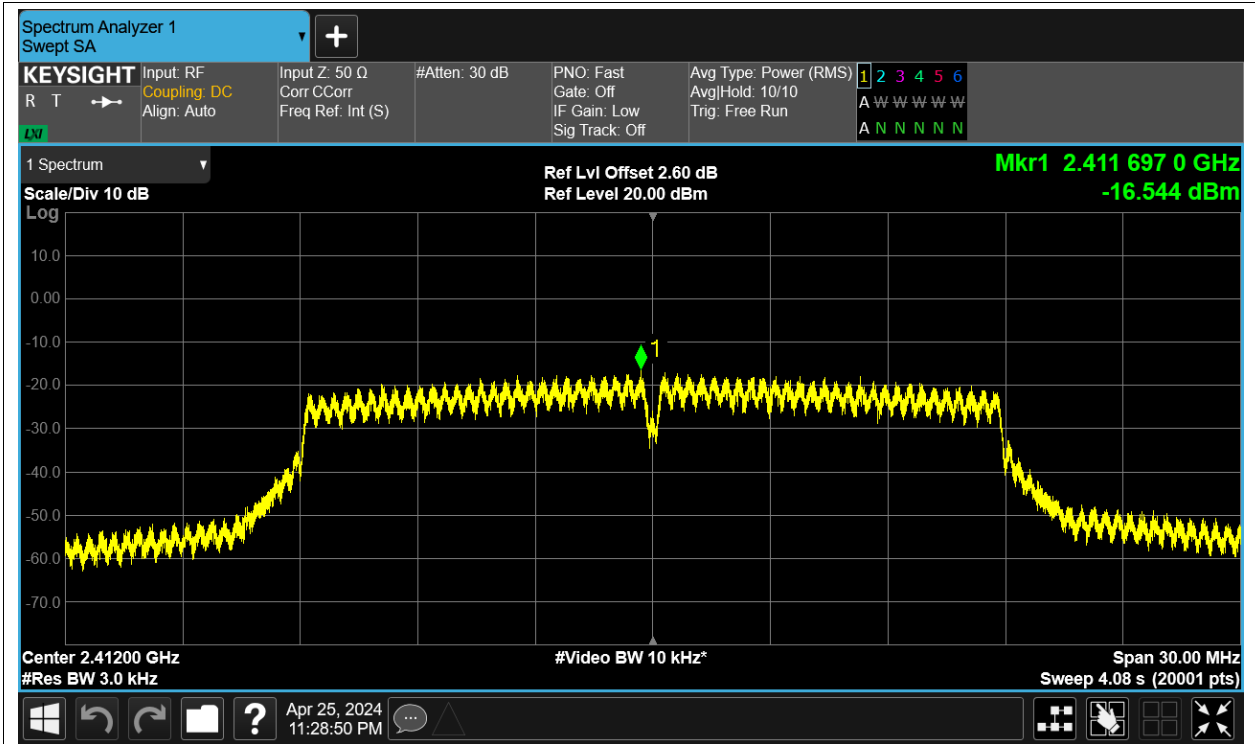 Spectrum Analyzer 1
Swept SA
KEYSIGHT
R T
LXI
Input: RF
Coupling: DC
Align: Auto
Input Z: 50 Ω
Corr CCorr
Freq Ref: Int (S)
#Atten: 30 dB
PNO: Fast
Gate: Off
IF Gain: Low
Sig Track: Off
Avg Type: Power (RMS)
Avg|Hold: 10/10
Trig: Free Run
1 2 3 4 5 6
A W W W W W
A N N N N N
1 Spectrum
Scale/Div 10 dB
Log
Ref Lvl Offset 2.60 dB
Ref Level 20.00 dBm
Mkr1 2.411 697 0 GHz
-16.544 dBm
10.0
0.00
-10.0
1
-20.0
-30.0
-40.0
-50.0
-60.0
-70.0
Center 2.41200 GHz
#Res BW 3.0 kHz
#Video BW 10 kHz*
Span 30.00 MHz
Sweep 4.08 s (20001 pts)
?
Apr 25, 2024
11:28:50 PM